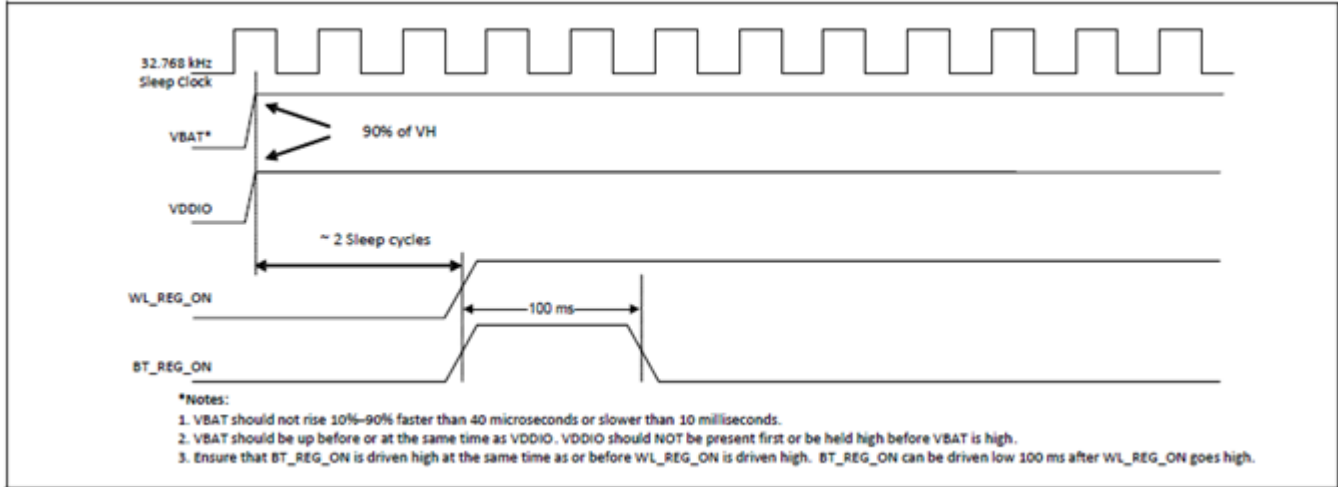 32.768 kHz
Sleep Clock
VBAT*
90% of VH
VDDIO
~ 2 Sleep cycles
WL_REG_ON
100 ms
BT_REG_ON
*Notes:
1. VBAT should not rise 10%–90% faster than 40 microseconds or slower than 10 milliseconds.
2. VBAT should be up before or at the same time as VDDIO. VDDIO should NOT be present first or be held high before VBAT is high.
3. Ensure that BT_REG_ON is driven high at the same time as or before WL_REG_ON is driven high. BT_REG_ON can be driven low 100 ms after WL_REG_ON goes high.